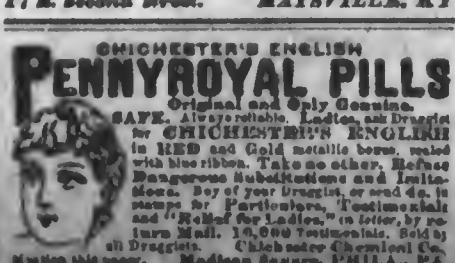 MAYSVILLE, KY
CHICHESTER'S ENGLISH
PENNYROYAL PILLS
Original and Only Genuine.
SAFE. Always reliable. Ladies, ask Druggist
for CHICHESTER'S ENGLISH
in RED and Gold metallic boxes, sealed
with blue ribbon. Take no other. Refuse
Dangerous Substitutions and Imita-
tions. Buy of your Druggist, or send 4c. in
stamps for Particulars, Testimonials
and "Relief for Ladies," in letter, by re-
turn Mail. 10,000 Testimonials. Sold by
all Druggists. Chichester Chemical Co.,
Mention this paper. Madison Square, PHILA., PA.